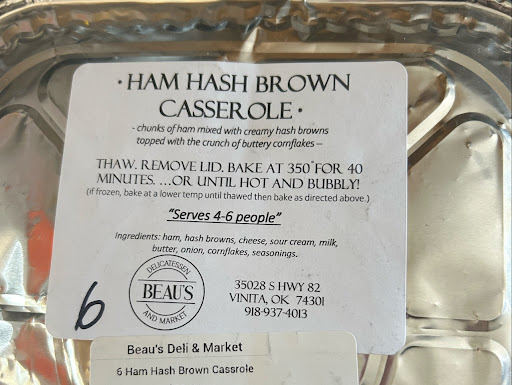 · HAM HASH BROWN
CASSEROLE ·
- chunks of ham mixed with creamy hash browns
topped with the crunch of buttery cornflakes –
THAW. REMOVE LID. BAKE AT 350° FOR 40
MINUTES. ...OR UNTIL HOT AND BUBBLY!
(if frozen, bake at a lower temp until thawed then bake as directed above.)
"Serves 4-6 people"
Ingredients: ham, hash browns, cheese, sour cream, milk,
butter, onion, cornflakes, seasonings.
DELICATESSEN
BEAU'S
AND MARKET
35028 S HWY 82
VINITA, OK 74301
918-937-4013
6
Beau's Deli & Market
6 Ham Hash Brown Cassrole